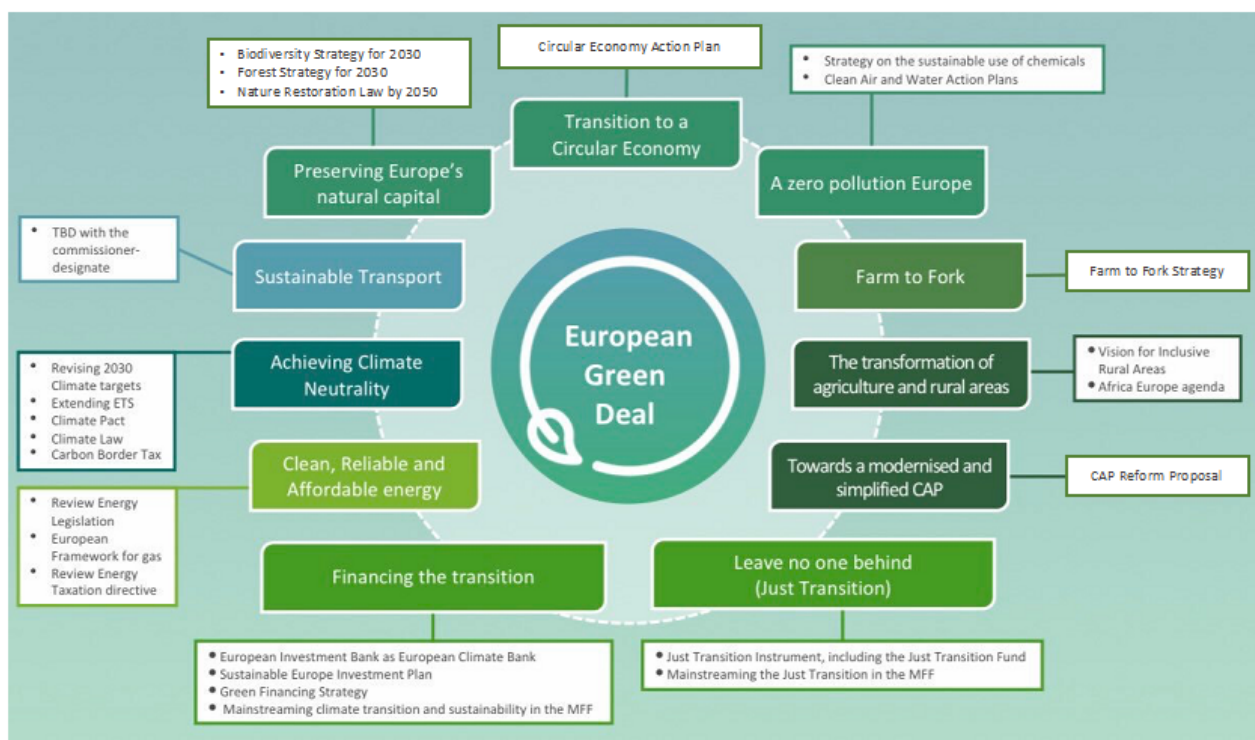 • Biodiversity Strategy for 2030
• Forest Strategy for 2030
• Nature Restoration Law by 2050
Circular Economy Action Plan
• Strategy on the sustainable use of chemicals
• Clean Air and Water Action Plans
Transition to a
Circular Economy
Preserving Europe's
natural capital
A zero pollution Europe
• TBD with the
commissioner-
designate
Sustainable Transport
Farm to Fork
Farm to Fork Strategy
European
Green
Deal
• Revising 2030
Climate targets
• Extending ETS
• Climate Pact
• Climate Law
• Carbon Border Tax
Achieving Climate
Neutrality
The transformation of
agriculture and rural areas
• Vision for Inclusive
Rural Areas
• Africa Europe agenda
Clean, Reliable and
Affordable energy
Towards a modernised and
simplified CAP
CAP Reform Proposal
• Review Energy
Legislation
• European
Framework for gas
• Review Energy
Taxation directive
Financing the transition
Leave no one behind
(Just Transition)
• European Investment Bank as European Climate Bank
• Sustainable Europe Investment Plan
• Green Financing Strategy
• Mainstreaming climate transition and sustainability in the MFF
• Just Transition Instrument, including the Just Transition Fund
• Mainstreaming the Just Transition in the MFF